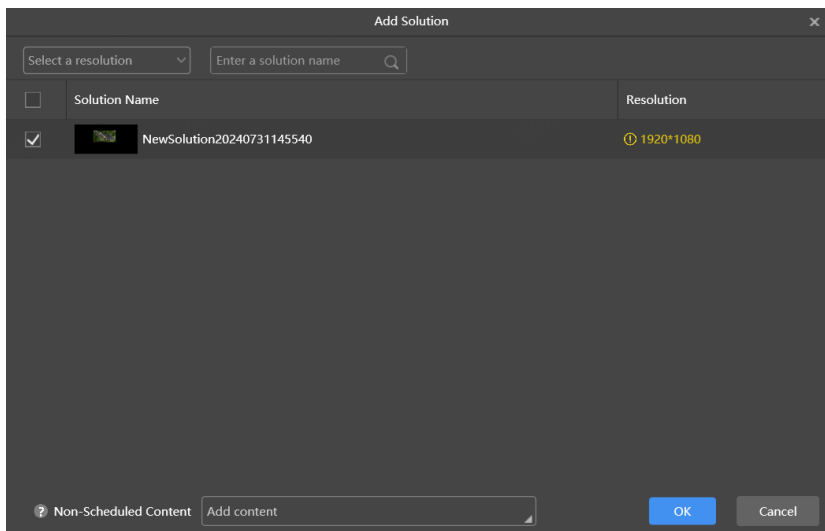 Add Solution
Select a resolution
Enter a solution name
Solution Name
Resolution
NewSolution20240731145540
1920*1080
Non-Scheduled Content
Add content
OK
Cancel